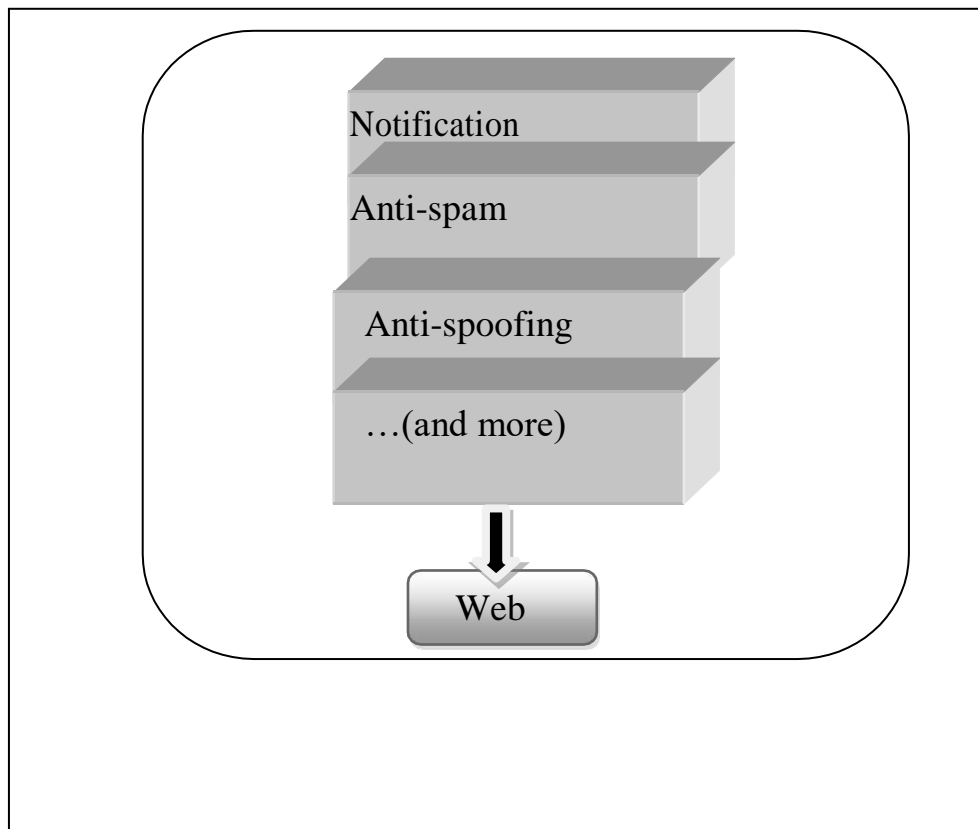 Notification
Anti-spam
Anti-spoofing
…(and more)
Web